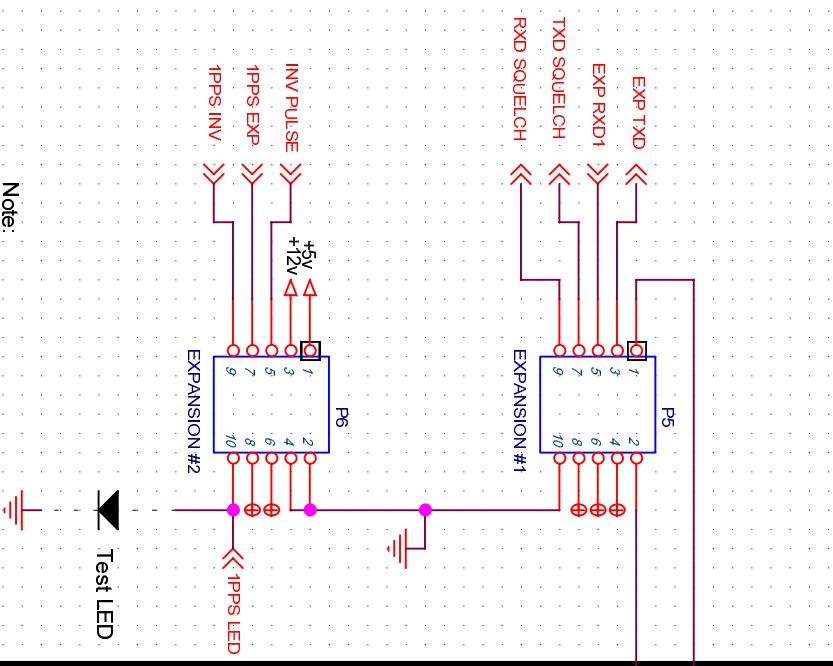 EXP TXD
EXP RXD1
TXD SQUELCH
RXD SQUELCH
P5
1 3 5 7 9
2 4 6 8 10
EXPANSION #1
INV PULSE
1PPS EXP
1PPS INV
+5v
+12v
P6
1 3 5 7 9
2 4 6 8 10
EXPANSION #2
1PPS LED
Test LED
Note: